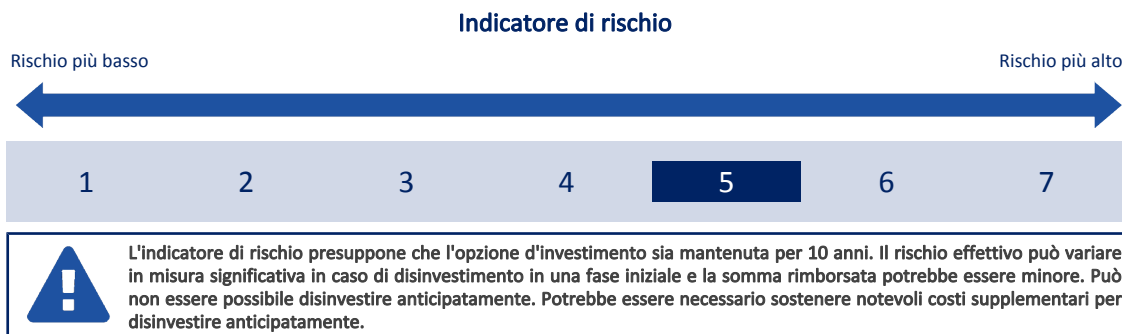 Indicatore di rischio
Rischio più basso
Rischio più alto
1 2 3 4 5 6 7
L'indicatore di rischio presuppone che l'opzione d'investimento sia mantenuta per 10 anni. Il rischio effettivo può variare
in misura significativa in caso di disinvestimento in una fase iniziale e la somma rimborsata potrebbe essere minore. Può
non essere possibile disinvestire anticipatamente. Potrebbe essere necessario sostenere notevoli costi supplementari per
disinvestire anticipatamente.